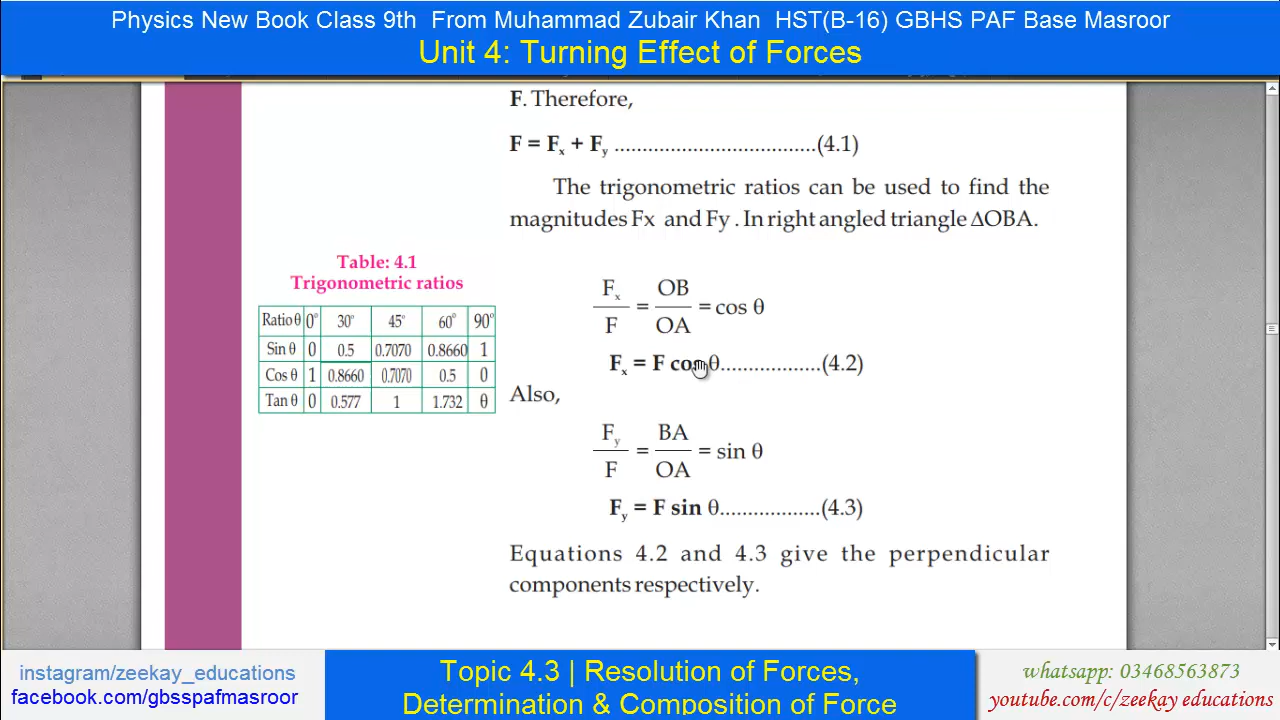 Physics New Book Class 9th From Muhammad Zubair Khan HST(B-16) GBHS PAF Base Masroor
Unit 4: Turning Effect of Forces
F. Therefore,
F = Fx + Fy ....................................(4.1)
The trigonometric ratios can be used to find the
magnitudes Fx and Fy . In right angled triangle ΔOBA.
Table: 4.1
Trigonometric ratios
Ratio θ 0° 30° 45° 60° 90°
Sin θ 0 0.5 0.7070 0.8660 1
Cos θ 1 0.8660 0.7070 0.5 0
Tan θ 0 0.577 1 1.732 θ
Fx / F = OB / OA = cos θ
Fx = F cos θ..................(4.2)
Also,
Fy / F = BA / OA = sin θ
Fy = F sin θ..................(4.3)
Equations 4.2 and 4.3 give the perpendicular
components respectively.
instagram/zeekay_educations
facebook.com/gbsspafmasroor
Topic 4.3 | Resolution of Forces,
Determination & Composition of Force
whatsapp: 03468563873
youtube.com/c/zeekay educations